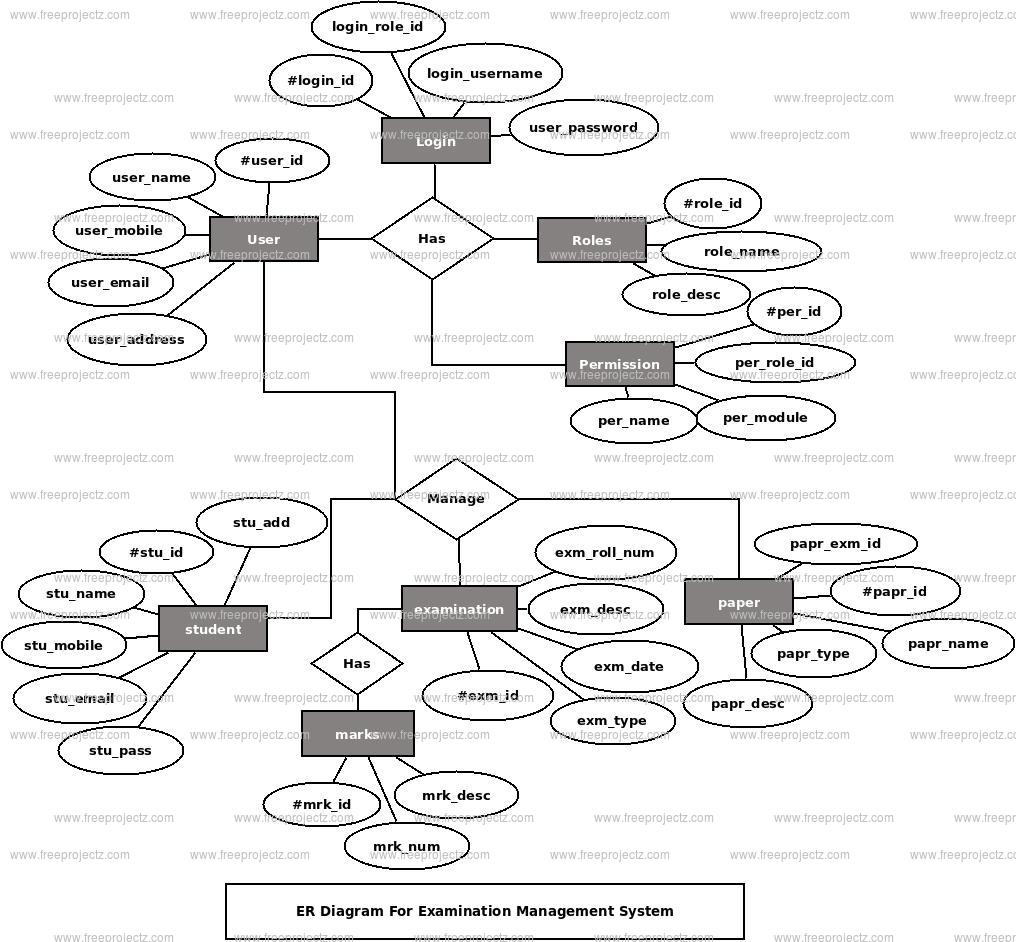 login_role_id
#login_id
login_username
user_password
Login
#user_id
user_name
user_mobile
User
user_email
user_address
Has
Roles
#role_id
role_name
role_desc
#per_id
Permission
per_role_id
per_name
per_module
Manage
stu_add
#stu_id
stu_name
student
stu_mobile
stu_email
stu_pass
exm_roll_num
examination
exm_desc
exm_date
#exm_id
exm_type
Has
marks
#mrk_id
mrk_desc
mrk_num
papr_exm_id
#papr_id
paper
papr_name
papr_type
papr_desc
ER Diagram For Examination Management System
www.freeprojectz.com